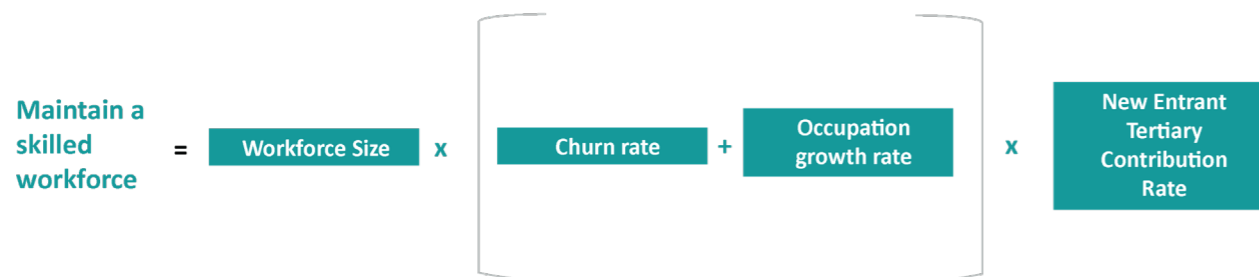 Maintain a
skilled
workforce
=
Workforce Size
x
Churn rate
+
Occupation
growth rate
x
New Entrant
Tertiary
Contribution
Rate